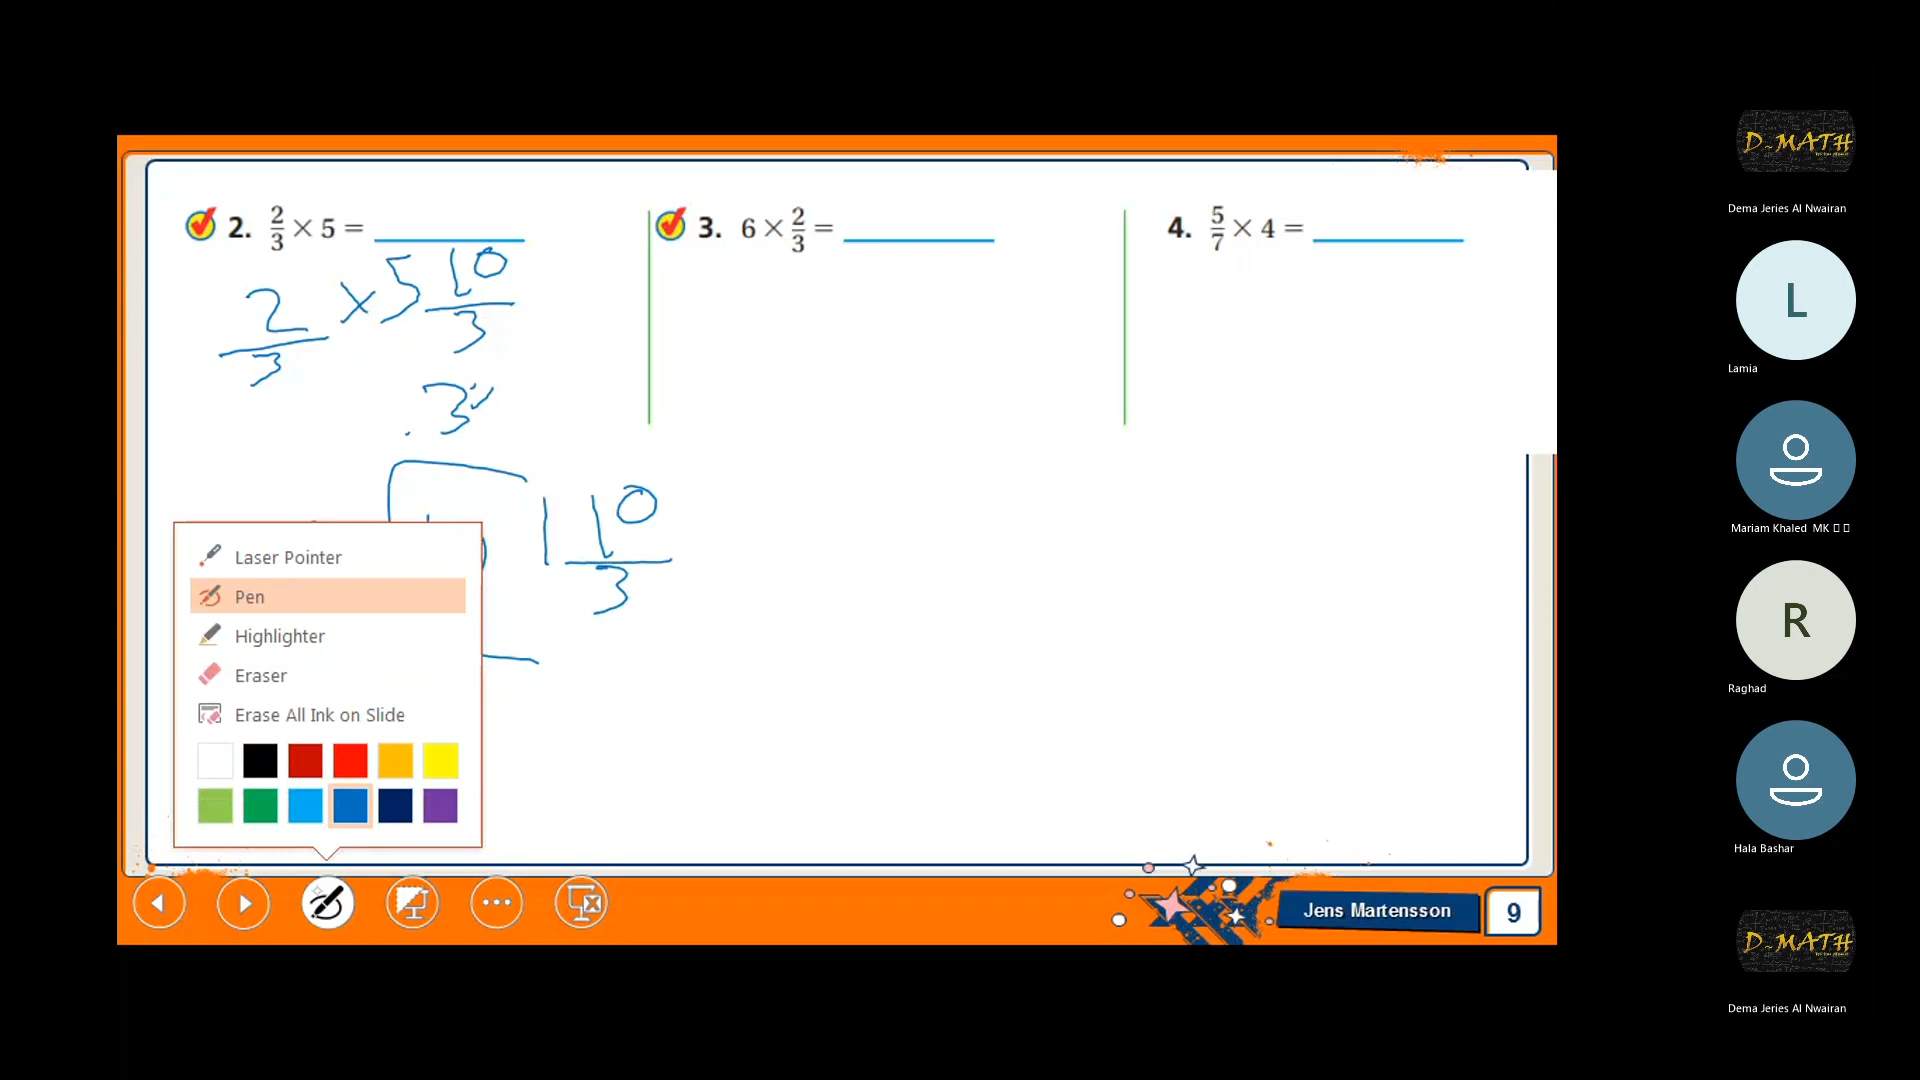 2. 2/3 × 5 =
3. 6 × 2/3 =
4. 5/7 × 4 =
2/3 × 5 10/3
3
10/3
Laser Pointer
Pen
Highlighter
Eraser
Erase All Ink on Slide
Jens Martensson
9
D~MATH
Dema Jeries Al Nwairan
L
Lamia
Mariam Khaled MK
R
Raghad
Hala Bashar
D~MATH
Dema Jeries Al Nwairan